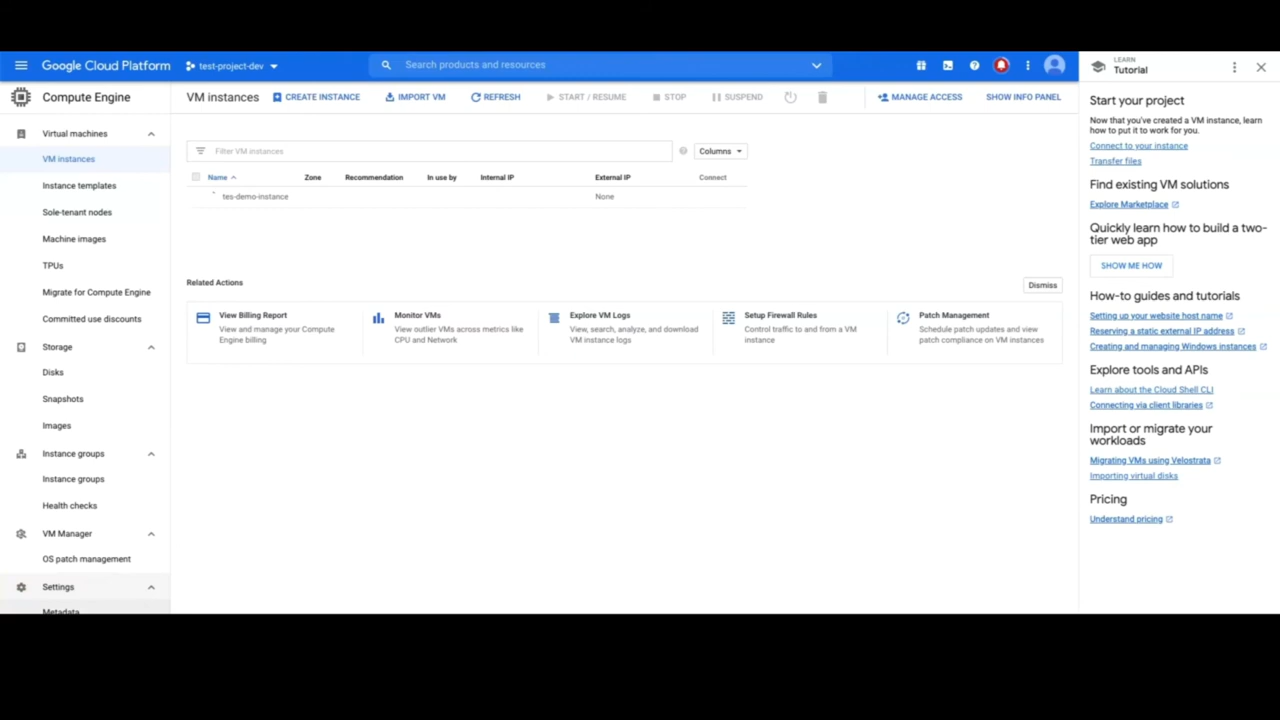 Google Cloud Platform
test-project-dev
Search products and resources
LEARN
Tutorial
Compute Engine
VM instances
CREATE INSTANCE
IMPORT VM
REFRESH
START / RESUME
STOP
SUSPEND
MANAGE ACCESS
SHOW INFO PANEL
Virtual machines
VM instances
Instance templates
Sole-tenant nodes
Machine images
TPUs
Migrate for Compute Engine
Committed use discounts
Storage
Disks
Snapshots
Images
Instance groups
Instance groups
Health checks
VM Manager
OS patch management
Settings
Metadata
Filter VM instances
Columns
Name
Zone
Recommendation
In use by
Internal IP
External IP
Connect
tes-demo-instance
None
Related Actions
Dismiss
View Billing Report
View and manage your Compute
Engine billing
Monitor VMs
View outlier VMs across metrics like
CPU and Network
Explore VM Logs
View, search, analyze, and download
VM instance logs
Setup Firewall Rules
Control traffic to and from a VM
instance
Patch Management
Schedule patch updates and view
patch compliance on VM instances
Start your project
Now that you've created a VM instance, learn
how to put it to work for you.
Connect to your instance
Transfer files
Find existing VM solutions
Explore Marketplace
Quickly learn how to build a two-
tier web app
SHOW ME HOW
How-to guides and tutorials
Setting up your website host name
Reserving a static external IP address
Creating and managing Windows instances
Explore tools and APIs
Learn about the Cloud Shell CLI
Connecting via client libraries
Import or migrate your
workloads
Migrating VMs using Velostrata
Importing virtual disks
Pricing
Understand pricing